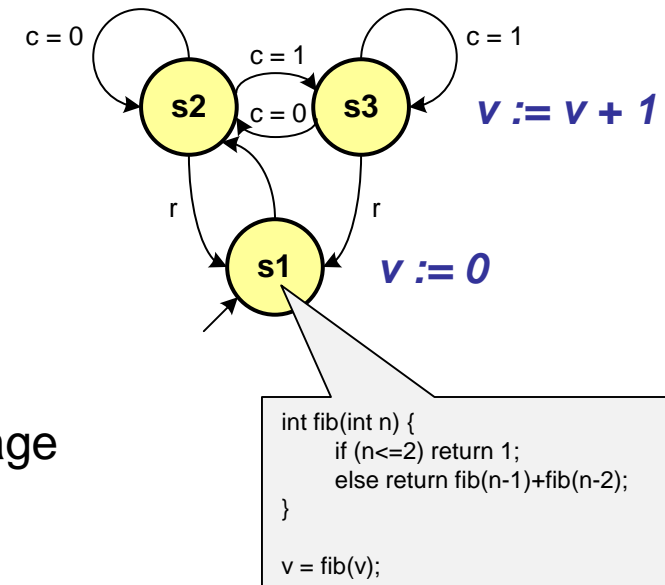 c = 0
c = 1
c = 1
s2
c = 0
s3
v := v + 1
r
r
s1
v := 0
age
int fib(int n) {
if (n<=2) return 1;
else return fib(n-1)+fib(n-2);
}
v = fib(v);